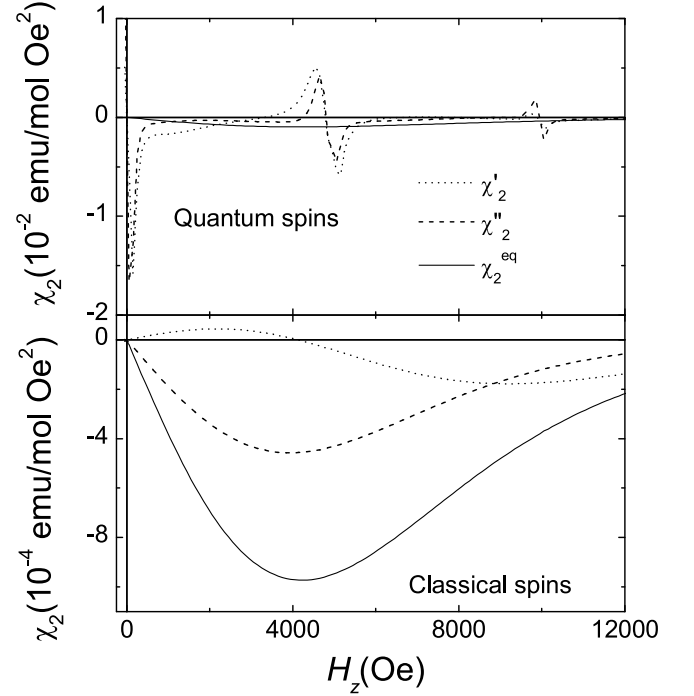 χ₂(10⁻² emu/mol Oe²)
1
0
-1
-2
Quantum spins
χ'₂
χ''₂
χ₂ᵉq
χ₂(10⁻⁴ emu/mol Oe²)
0
-4
-8
Classical spins
0 4000 8000 12000
H_z(Oe)